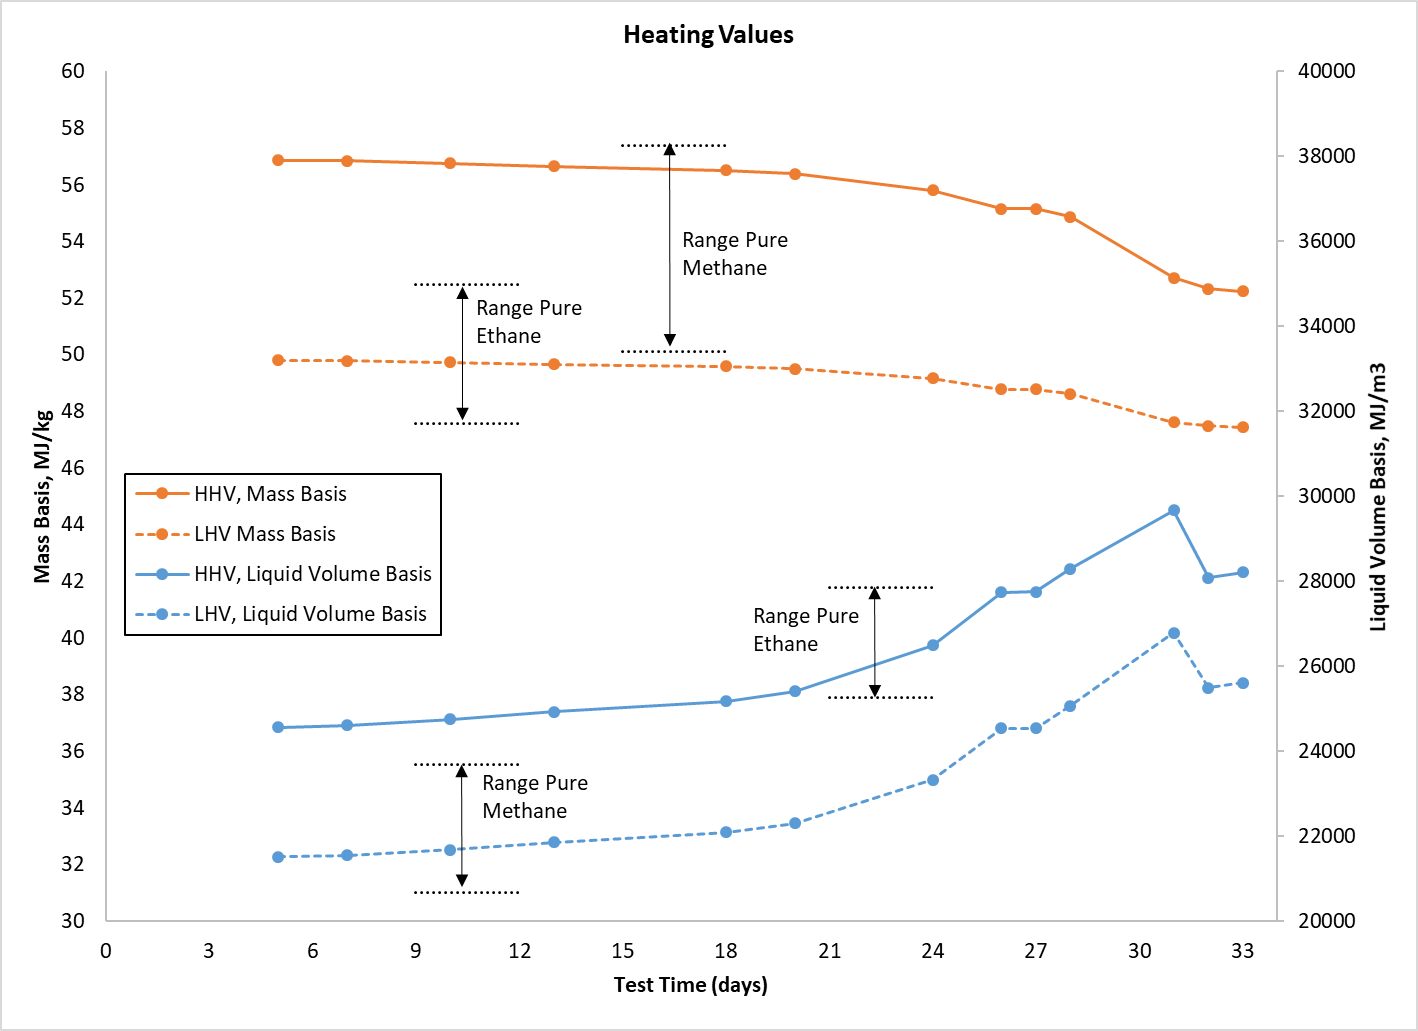 Heating Values
60
58
56
54
52
50
48
46
44
42
40
38
36
34
32
30
Mass Basis, MJ/kg
40000
38000
36000
34000
32000
30000
28000
26000
24000
22000
20000
Liquid Volume Basis, MJ/m3
Range Pure
Methane
Range Pure
Ethane
HHV, Mass Basis
LHV Mass Basis
HHV, Liquid Volume Basis
LHV, Liquid Volume Basis
Range Pure
Ethane
Range Pure
Methane
0 3 6 9 12 15 18 21 24 27 30 33
Test Time (days)